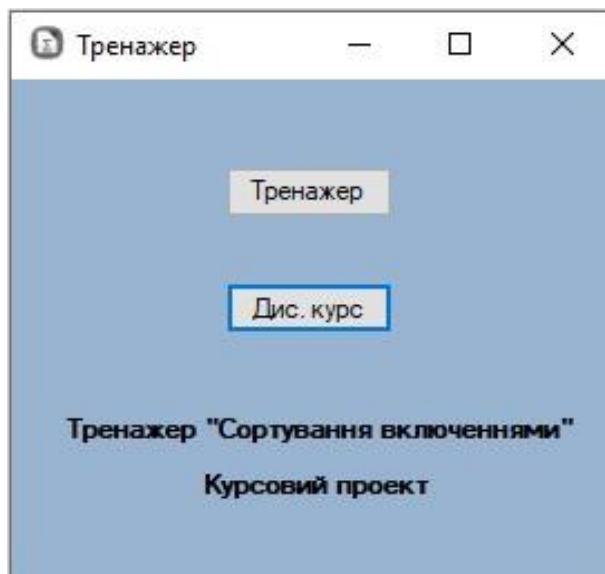 Тренажер
Тренажер
Дис. курс
Тренажер "Сортування включеннями"
Курсовий проект